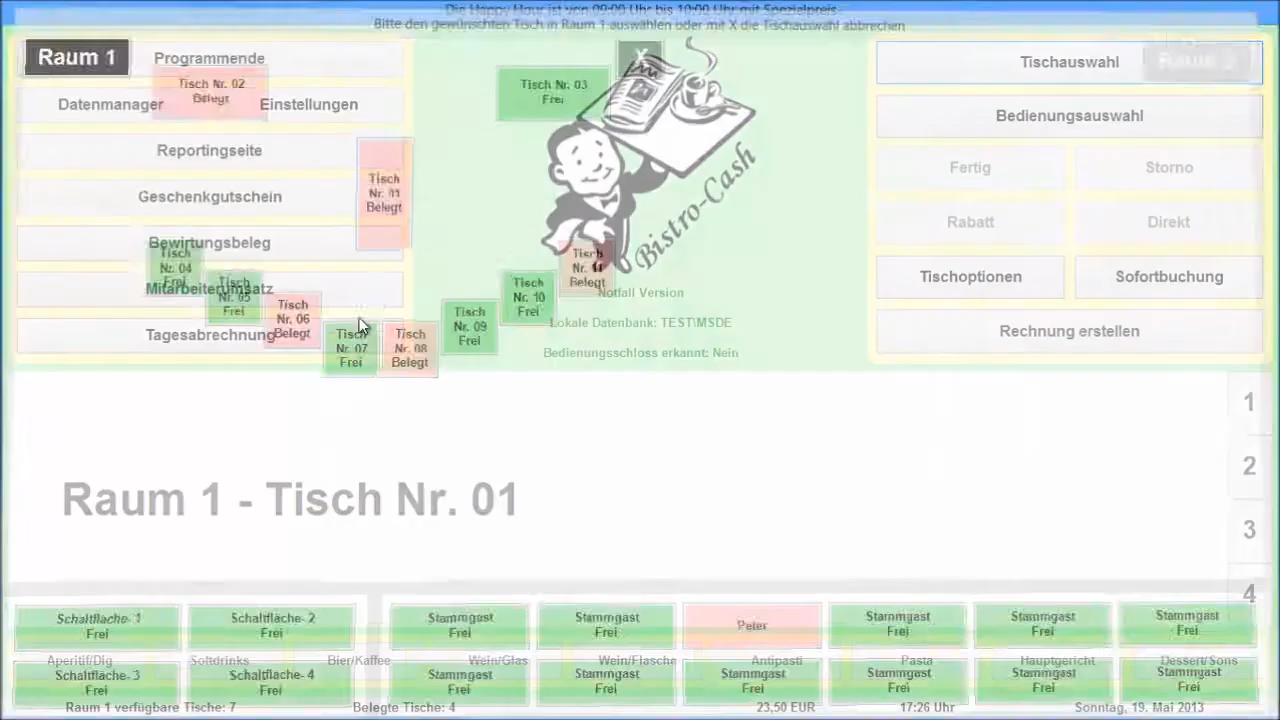 Die Happy Hour ist von 09:00 Uhr bis 10:00 Uhr mit Spezialpreis
Bitte den gewünschten Tisch in Raum 1 auswählen oder mit X die Tischauswahl abbrechen
Raum 1
Programmende
X
Tischauswahl
Tisch Nr. 02
Belegt
Tisch Nr. 03
Frei
Datenmanager
Einstellungen
Bedienungsauswahl
Reportingseite
Fertig
Storno
Tisch
Nr. 01
Belegt
Geschenkgutschein
Bistro-Cash
Rabatt
Direkt
Bewirtungsbeleg
Tisch
Nr. 04
Frei
Tisch
Nr. 11
Belegt
Tischoptionen
Sofortbuchung
Mitarbeiterumsatz
Tisch
Nr. 05
Frei
Tisch
Nr. 10
Frei
Notfall Version
Tisch
Nr. 06
Belegt
Tisch
Nr. 09
Frei
Lokale Datenbank: TEST\MSDE
Rechnung erstellen
Tagesabrechnung
Tisch
Nr. 07
Frei
Tisch
Nr. 08
Belegt
Bedienungsschloss erkannt: Nein
1
2
Raum 1 - Tisch Nr. 01
3
4
Schaltfläche- 1
Frei
Schaltfläche- 2
Frei
Stammgast
Frei
Stammgast
Frei
Peter
Stammgast
Frei
Stammgast
Frei
Stammgast
Frei
Aperitif/Dig
Softdrinks
Bier/Kaffee
Wein/Glas
Wein/Flasche
Antipasti
Pasta
Hauptgericht
Dessert/Sons
Schaltfläche- 3
Frei
Schaltfläche- 4
Frei
Stammgast
Frei
Stammgast
Frei
Stammgast
Frei
Stammgast
Frei
Stammgast
Frei
Stammgast
Frei
Raum 1 verfügbare Tische: 7
Belegte Tische: 4
23,50 EUR
17:26 Uhr
Sonntag, 19. Mai 2013